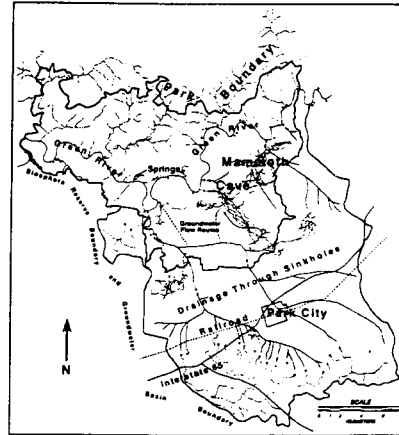 Park Boundary
Green River
Green River
Mammoth
Cave
Springs
Groundwater
Flow Routes
Biosphere Reserve Boundary and Groundwater Basin Boundary
Drainage Through Sinkholes
Park City
Railroad
Interstate 65
N
SCALE
KILOMETERS